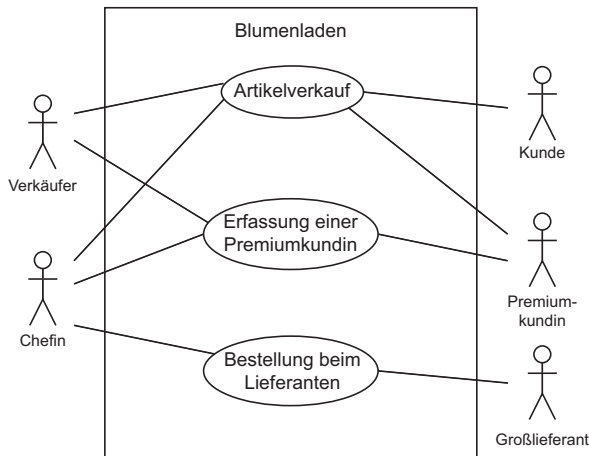 Blumenladen
Artikelverkauf
Kunde
Verkäufer
Erfassung einer
Premiumkundin
Premium-
kundin
Chefin
Bestellung beim
Lieferanten
Großlieferant